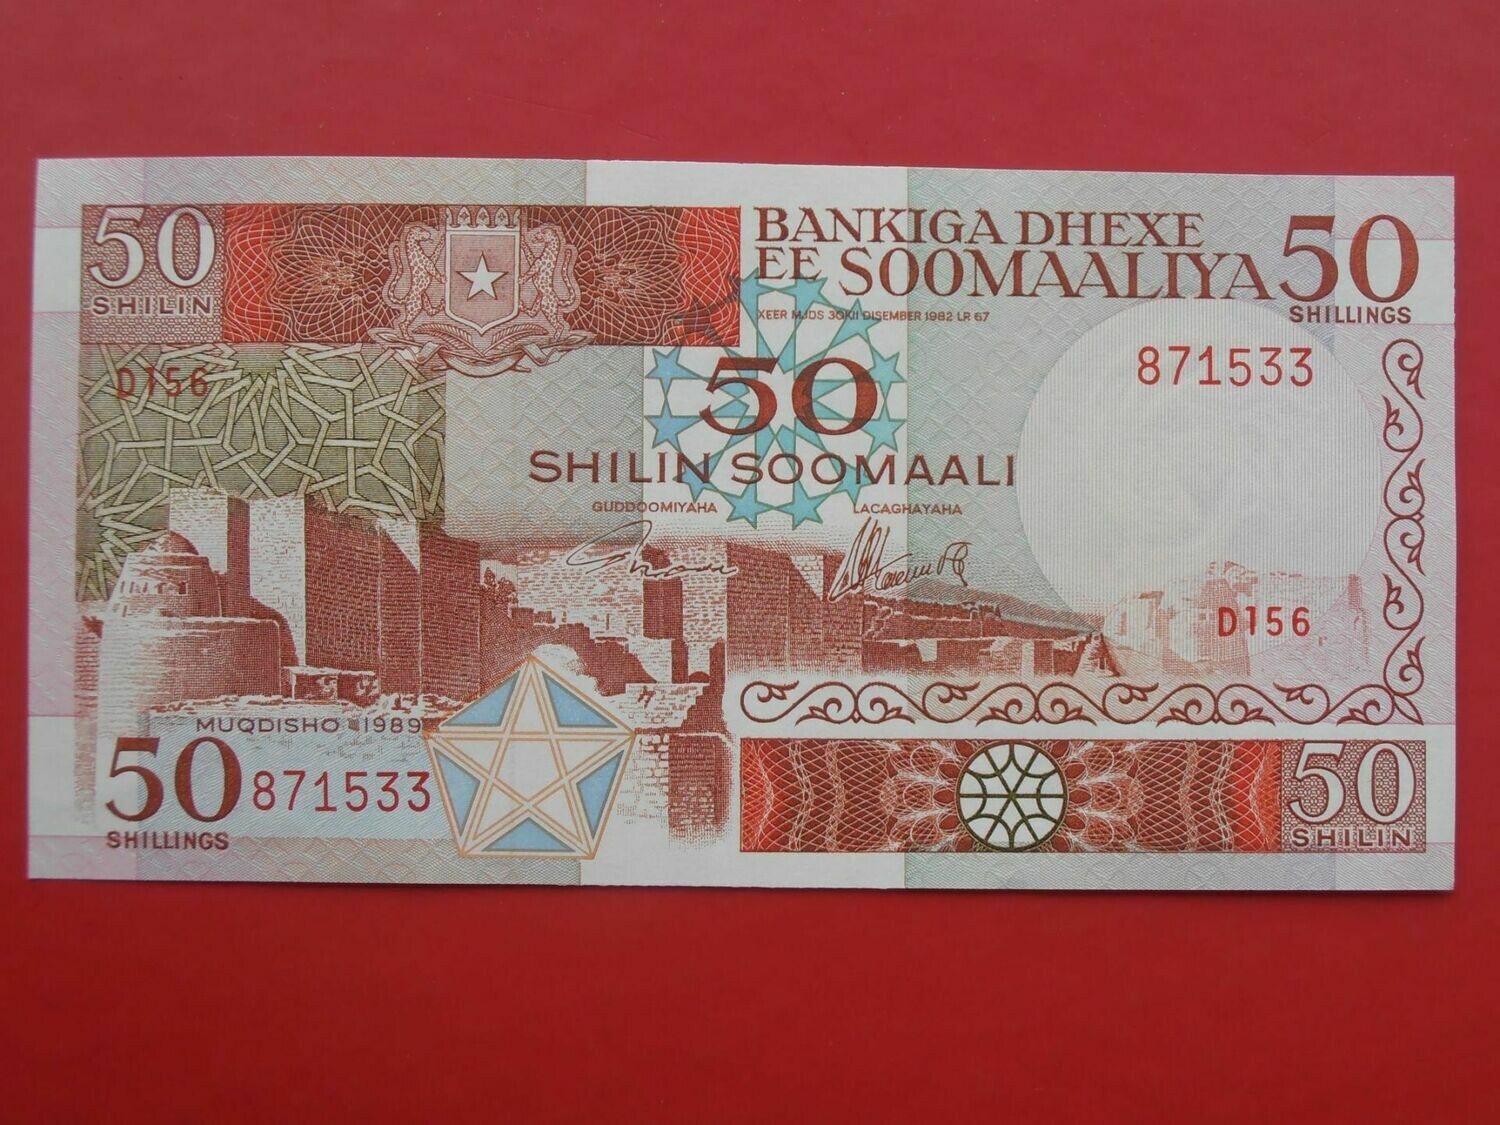 50
SHILIN
BANKIGA DHEXE
EE SOOMAALIYA
50
SHILLINGS
XEER MJDS 30KII DISEMBER 1982 LR 67
D156
50
871533
SHILIN SOOMAALI
GUDDOOMIYAHA
LACAGHAYAHA
D156
MUQDISHO 1989
50
SHILLINGS
871533
50
SHILIN